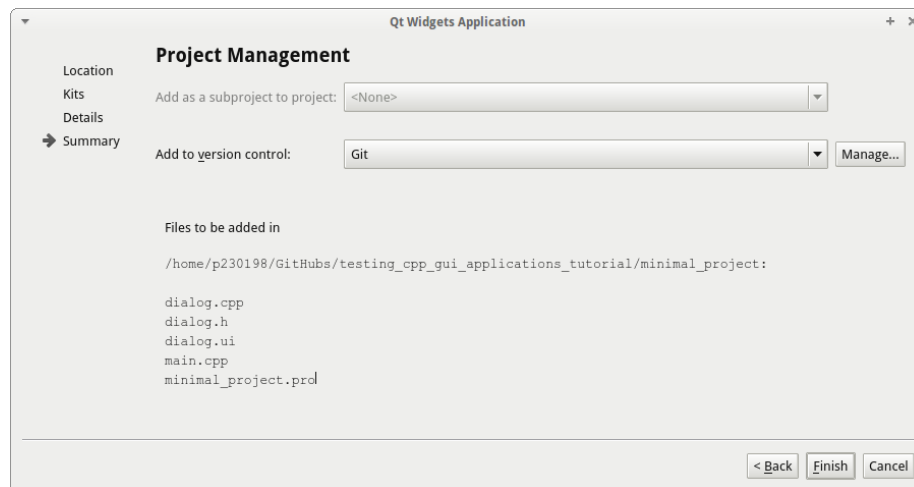 Qt Widgets Application
Location
Kits
Details
Summary
Project Management
Add as a subproject to project: <None>
Add to version control: Git Manage...
Files to be added in
/home/p230198/GitHubs/testing_cpp_gui_applications_tutorial/minimal_project:
dialog.cpp
dialog.h
dialog.ui
main.cpp
minimal_project.pro
< Back Finish Cancel